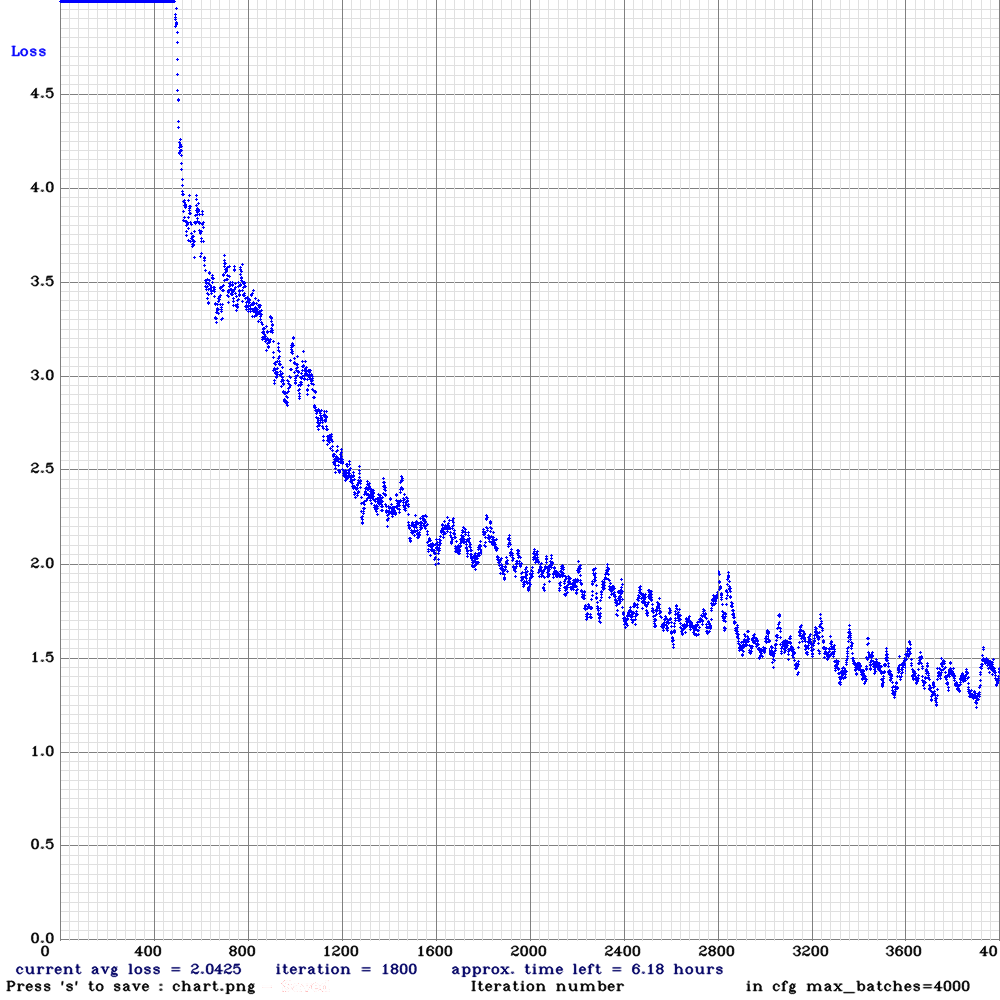 Loss
4.5
4.0
3.5
3.0
2.5
2.0
1.5
1.0
0.5
0.0
0 400 800 1200 1600 2000 2400 2800 3200 3600 40
current avg loss = 2.0425 iteration = 1800 approx. time left = 6.18 hours
Press 's' to save : chart.png Iteration number in cfg max_batches=4000